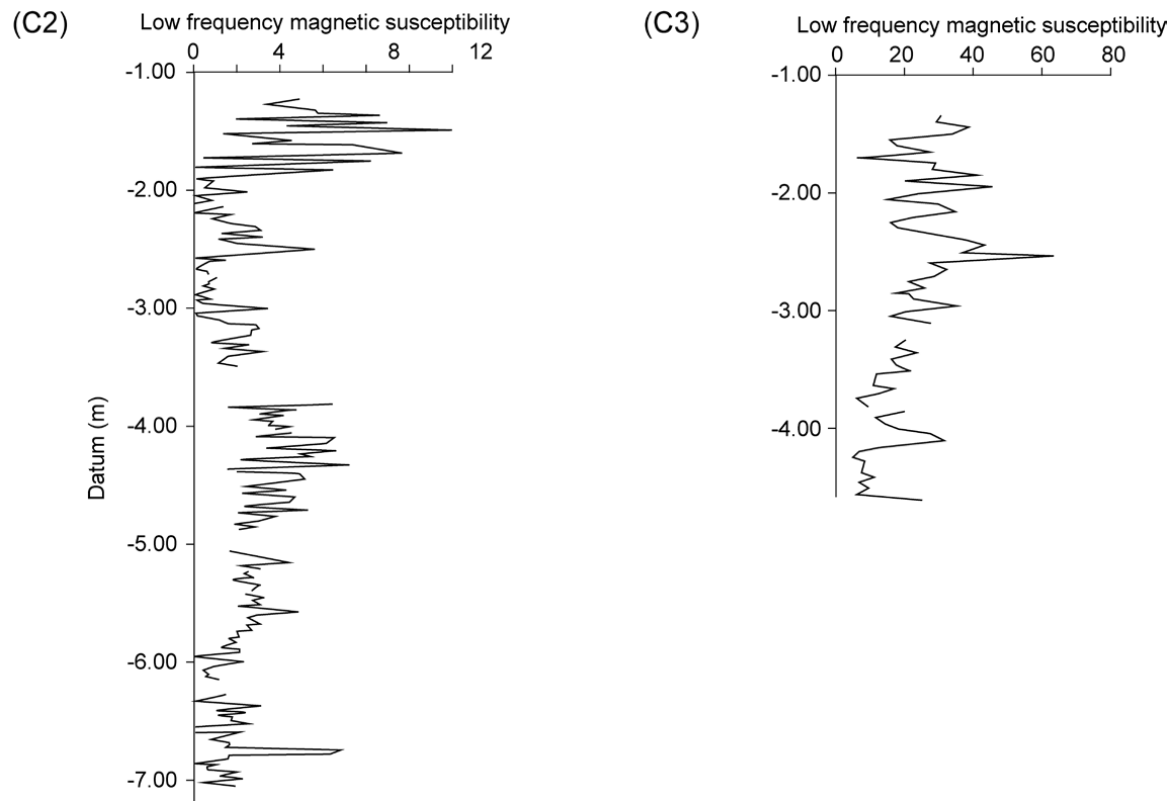 (C2)
Low frequency magnetic susceptibility
0 4 8 12
-1.00
-2.00
-3.00
-4.00
-5.00
-6.00
-7.00
Datum (m)
(C3)
Low frequency magnetic susceptibility
0 20 40 60 80
-1.00
-2.00
-3.00
-4.00